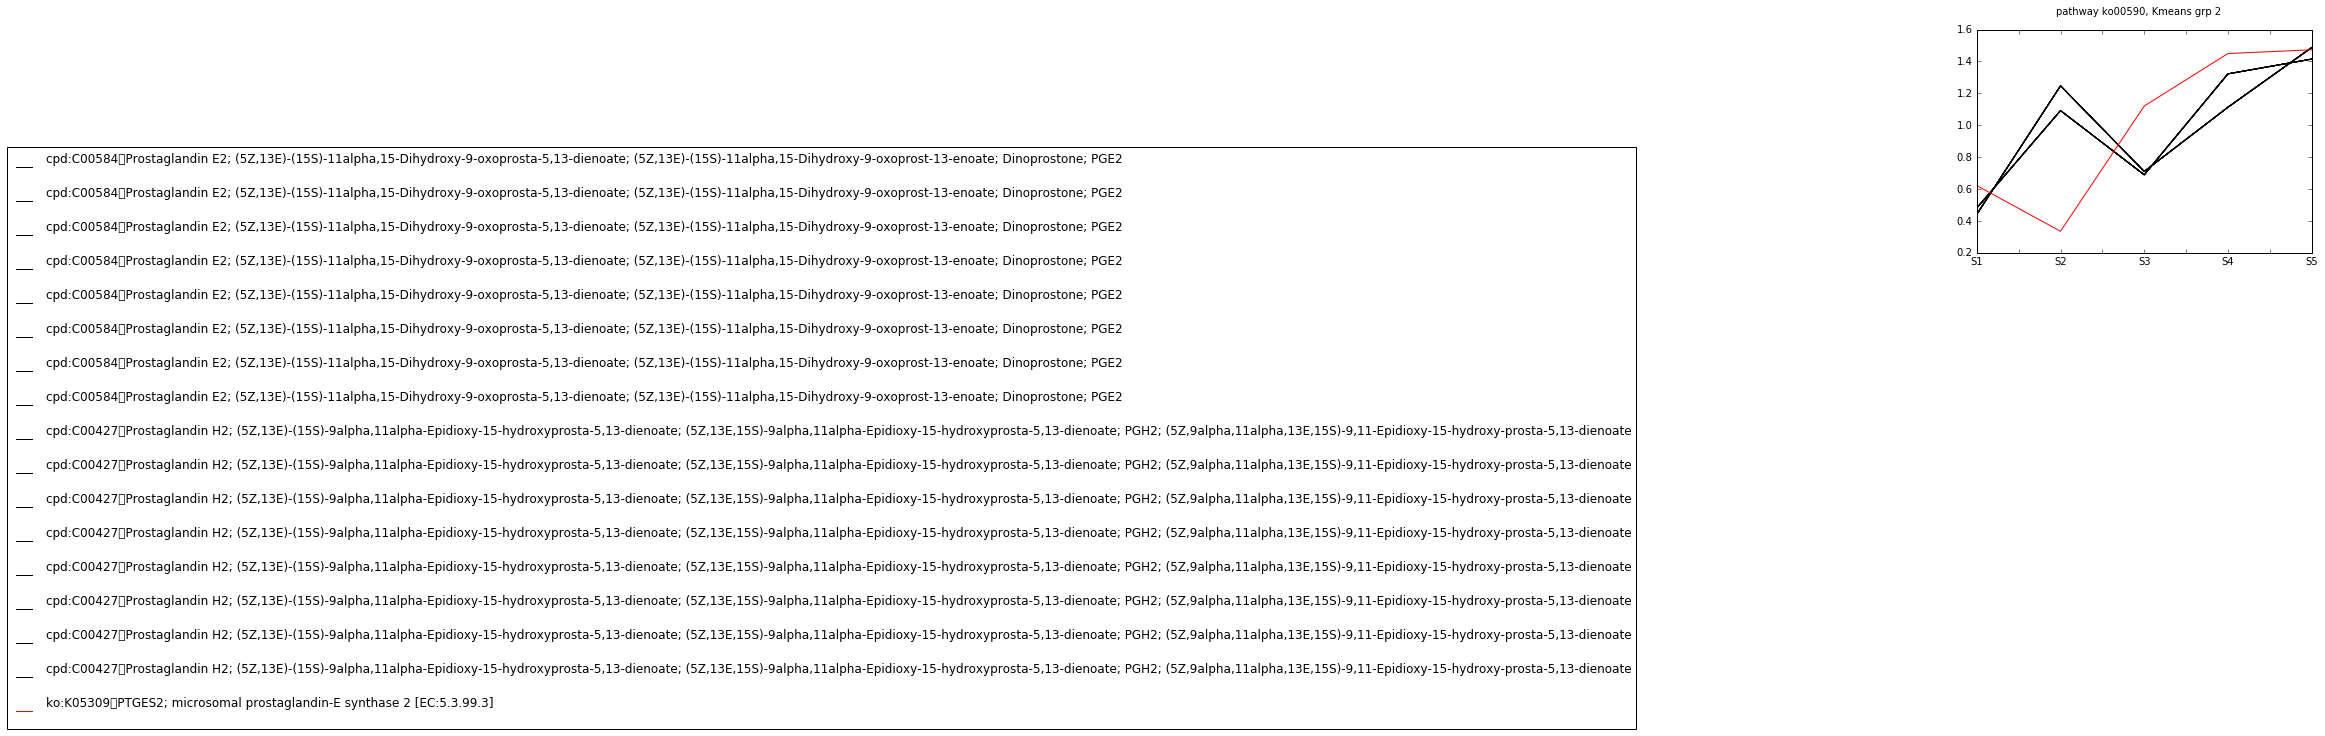 pathway ko00590, Kmeans grp 2
1.6
1.4
1.2
1.0
0.8
0.6
0.4
0.2
S1 S2 S3 S4 S5
cpd:C00584▯Prostaglandin E2; (5Z,13E)-(15S)-11alpha,15-Dihydroxy-9-oxoprosta-5,13-dienoate; (5Z,13E)-(15S)-11alpha,15-Dihydroxy-9-oxoprost-13-enoate; Dinoprostone; PGE2
cpd:C00584▯Prostaglandin E2; (5Z,13E)-(15S)-11alpha,15-Dihydroxy-9-oxoprosta-5,13-dienoate; (5Z,13E)-(15S)-11alpha,15-Dihydroxy-9-oxoprost-13-enoate; Dinoprostone; PGE2
cpd:C00584▯Prostaglandin E2; (5Z,13E)-(15S)-11alpha,15-Dihydroxy-9-oxoprosta-5,13-dienoate; (5Z,13E)-(15S)-11alpha,15-Dihydroxy-9-oxoprost-13-enoate; Dinoprostone; PGE2
cpd:C00584▯Prostaglandin E2; (5Z,13E)-(15S)-11alpha,15-Dihydroxy-9-oxoprosta-5,13-dienoate; (5Z,13E)-(15S)-11alpha,15-Dihydroxy-9-oxoprost-13-enoate; Dinoprostone; PGE2
cpd:C00584▯Prostaglandin E2; (5Z,13E)-(15S)-11alpha,15-Dihydroxy-9-oxoprosta-5,13-dienoate; (5Z,13E)-(15S)-11alpha,15-Dihydroxy-9-oxoprost-13-enoate; Dinoprostone; PGE2
cpd:C00584▯Prostaglandin E2; (5Z,13E)-(15S)-11alpha,15-Dihydroxy-9-oxoprosta-5,13-dienoate; (5Z,13E)-(15S)-11alpha,15-Dihydroxy-9-oxoprost-13-enoate; Dinoprostone; PGE2
cpd:C00584▯Prostaglandin E2; (5Z,13E)-(15S)-11alpha,15-Dihydroxy-9-oxoprosta-5,13-dienoate; (5Z,13E)-(15S)-11alpha,15-Dihydroxy-9-oxoprost-13-enoate; Dinoprostone; PGE2
cpd:C00584▯Prostaglandin E2; (5Z,13E)-(15S)-11alpha,15-Dihydroxy-9-oxoprosta-5,13-dienoate; (5Z,13E)-(15S)-11alpha,15-Dihydroxy-9-oxoprost-13-enoate; Dinoprostone; PGE2
cpd:C00427▯Prostaglandin H2; (5Z,13E)-(15S)-9alpha,11alpha-Epidioxy-15-hydroxyprosta-5,13-dienoate; (5Z,13E,15S)-9alpha,11alpha-Epidioxy-15-hydroxyprosta-5,13-dienoate; PGH2; (5Z,9alpha,11alpha,13E,15S)-9,11-Epidioxy-15-hydroxy-prosta-5,13-dienoate
cpd:C00427▯Prostaglandin H2; (5Z,13E)-(15S)-9alpha,11alpha-Epidioxy-15-hydroxyprosta-5,13-dienoate; (5Z,13E,15S)-9alpha,11alpha-Epidioxy-15-hydroxyprosta-5,13-dienoate; PGH2; (5Z,9alpha,11alpha,13E,15S)-9,11-Epidioxy-15-hydroxy-prosta-5,13-dienoate
cpd:C00427▯Prostaglandin H2; (5Z,13E)-(15S)-9alpha,11alpha-Epidioxy-15-hydroxyprosta-5,13-dienoate; (5Z,13E,15S)-9alpha,11alpha-Epidioxy-15-hydroxyprosta-5,13-dienoate; PGH2; (5Z,9alpha,11alpha,13E,15S)-9,11-Epidioxy-15-hydroxy-prosta-5,13-dienoate
cpd:C00427▯Prostaglandin H2; (5Z,13E)-(15S)-9alpha,11alpha-Epidioxy-15-hydroxyprosta-5,13-dienoate; (5Z,13E,15S)-9alpha,11alpha-Epidioxy-15-hydroxyprosta-5,13-dienoate; PGH2; (5Z,9alpha,11alpha,13E,15S)-9,11-Epidioxy-15-hydroxy-prosta-5,13-dienoate
cpd:C00427▯Prostaglandin H2; (5Z,13E)-(15S)-9alpha,11alpha-Epidioxy-15-hydroxyprosta-5,13-dienoate; (5Z,13E,15S)-9alpha,11alpha-Epidioxy-15-hydroxyprosta-5,13-dienoate; PGH2; (5Z,9alpha,11alpha,13E,15S)-9,11-Epidioxy-15-hydroxy-prosta-5,13-dienoate
cpd:C00427▯Prostaglandin H2; (5Z,13E)-(15S)-9alpha,11alpha-Epidioxy-15-hydroxyprosta-5,13-dienoate; (5Z,13E,15S)-9alpha,11alpha-Epidioxy-15-hydroxyprosta-5,13-dienoate; PGH2; (5Z,9alpha,11alpha,13E,15S)-9,11-Epidioxy-15-hydroxy-prosta-5,13-dienoate
cpd:C00427▯Prostaglandin H2; (5Z,13E)-(15S)-9alpha,11alpha-Epidioxy-15-hydroxyprosta-5,13-dienoate; (5Z,13E,15S)-9alpha,11alpha-Epidioxy-15-hydroxyprosta-5,13-dienoate; PGH2; (5Z,9alpha,11alpha,13E,15S)-9,11-Epidioxy-15-hydroxy-prosta-5,13-dienoate
cpd:C00427▯Prostaglandin H2; (5Z,13E)-(15S)-9alpha,11alpha-Epidioxy-15-hydroxyprosta-5,13-dienoate; (5Z,13E,15S)-9alpha,11alpha-Epidioxy-15-hydroxyprosta-5,13-dienoate; PGH2; (5Z,9alpha,11alpha,13E,15S)-9,11-Epidioxy-15-hydroxy-prosta-5,13-dienoate
ko:K05309▯PTGES2; microsomal prostaglandin-E synthase 2 [EC:5.3.99.3]